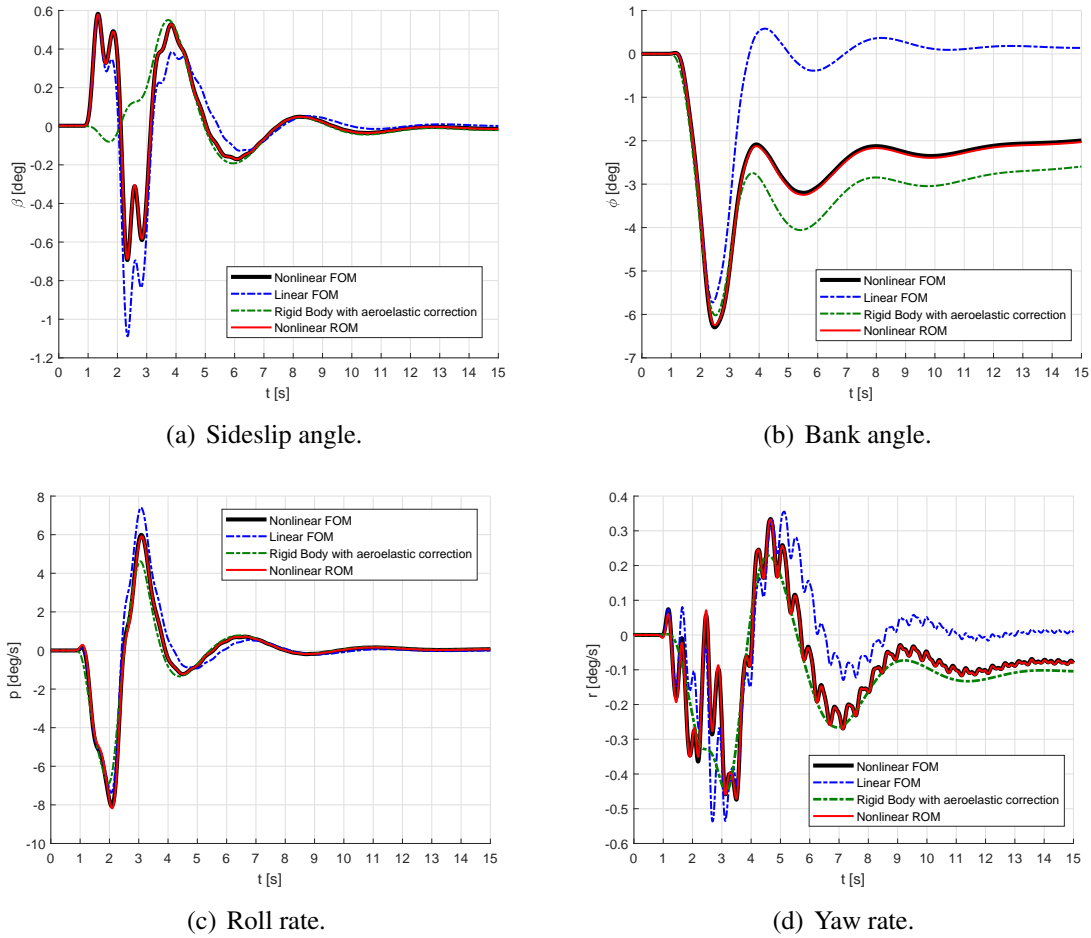 0.6
0.4
0.2
0
-0.2
-0.4
-0.6
-0.8
-1
-1.2
β [deg]
0 1 2 3 4 5 6 7 8 9 10 11 12 13 14 15
t [s]
Nonlinear FOM
Linear FOM
Rigid Body with aeroelastic correction
Nonlinear ROM
(a) Sideslip angle.
1
0
-1
-2
-3
-4
-5
-6
-7
ϕ [deg]
0 1 2 3 4 5 6 7 8 9 10 11 12 13 14 15
t [s]
Nonlinear FOM
Linear FOM
Rigid Body with aeroelastic correction
Nonlinear ROM
(b) Bank angle.
8
6
4
2
0
-2
-4
-6
-8
-10
p [deg/s]
0 1 2 3 4 5 6 7 8 9 10 11 12 13 14 15
t [s]
Nonlinear FOM
Linear FOM
Rigid Body with aeroelastic correction
Nonlinear ROM
(c) Roll rate.
0.4
0.3
0.2
0.1
0
-0.1
-0.2
-0.3
-0.4
-0.5
-0.6
r [deg/s]
0 1 2 3 4 5 6 7 8 9 10 11 12 13 14 15
t [s]
Nonlinear FOM
Linear FOM
Rigid Body with aeroelastic correction
Nonlinear ROM
(d) Yaw rate.